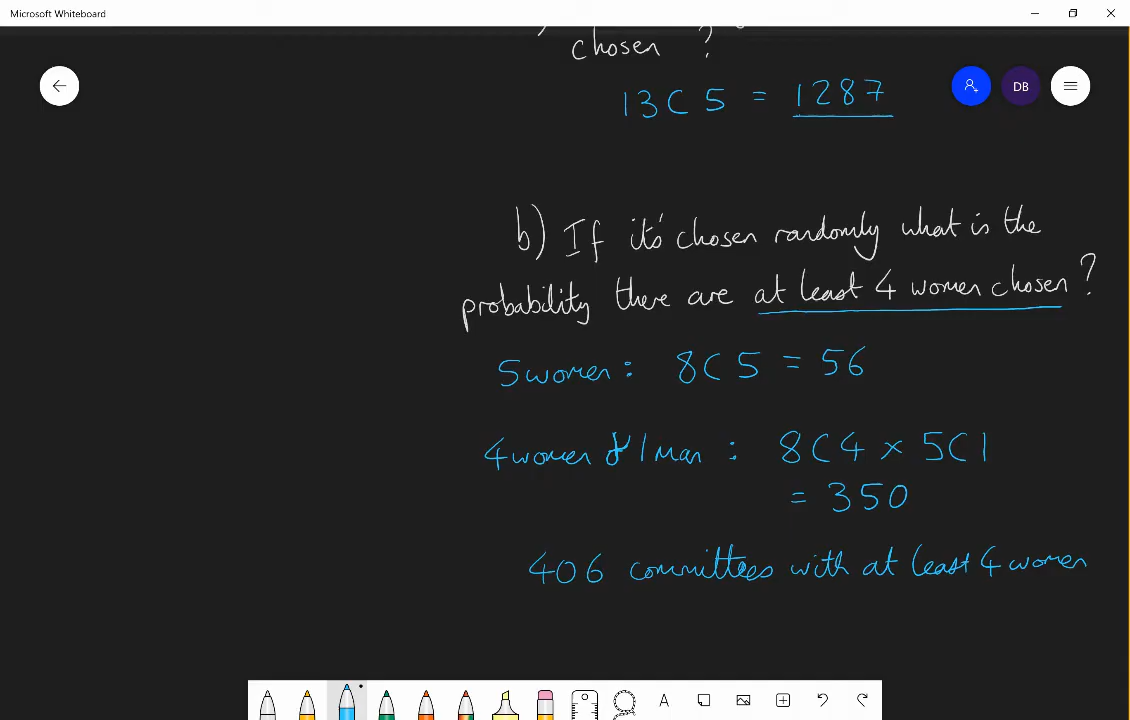 Microsoft Whiteboard
chosen ?
13C5 = 1287
DB
b) If it's chosen randomly what is the
probability there are at least 4 women chosen?
5 women: 8C5 = 56
4 women & 1 man: 8C4 × 5C1
= 350
406 committees with at least 4 women
A